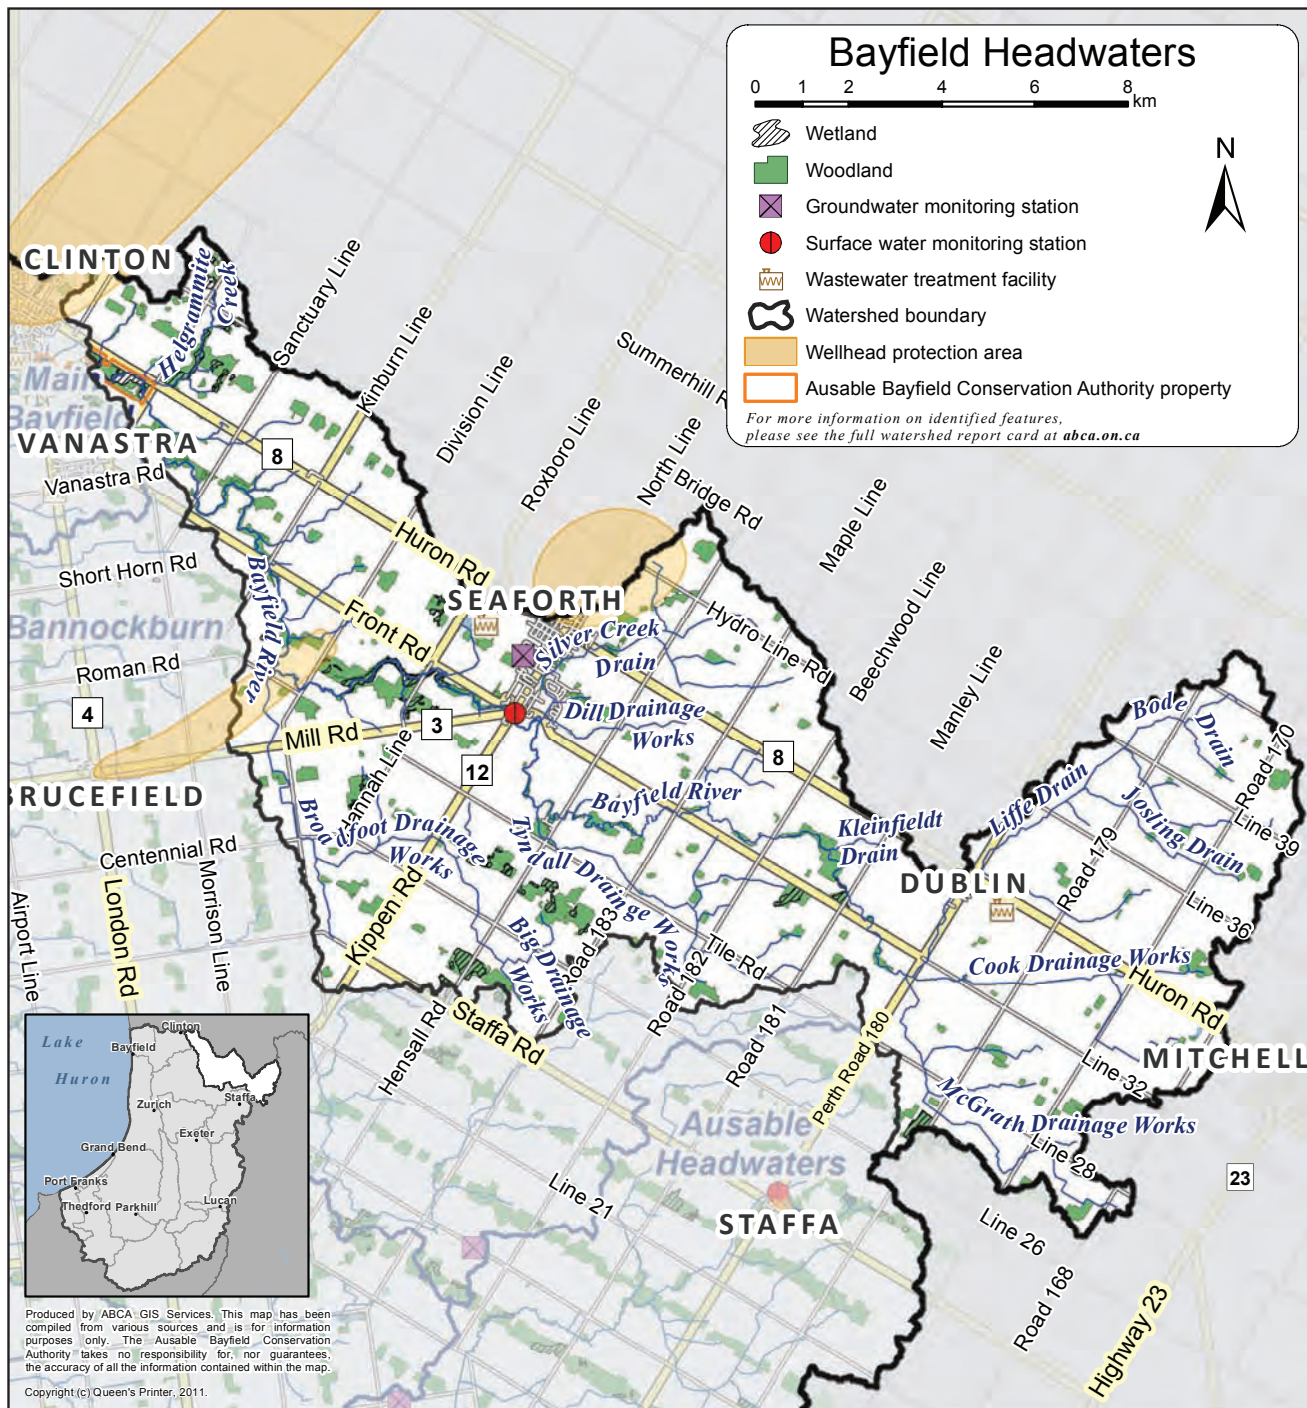 Bayfield Headwaters
0 1 2 4 6 8 km
Wetland
Woodland
Groundwater monitoring station
Surface water monitoring station
Wastewater treatment facility
Watershed boundary
Wellhead protection area
Ausable Bayfield Conservation Authority property
For more information on identified features,
please see the full watershed report card at abca.on.ca
N
CLINTON
Helgrammite
Creek
Sanctuary Line
Kinburn Line
Division Line
Roxboro Line
Summerhill
North Line
Bridge Rd
Maple Line
Beechwood Line
Manley Line
Main
Bayfield
VANASTRA
Vanastra Rd
8
Huron Rd
Short Horn Rd
Bayfield River
Front Rd
SEAFORTH
Silver Creek
Drain
Hydro Line Rd
Bannockburn
Roman Rd
4
Mill Rd
3
12
Dill Drainage
Works
8
Bode
Drain
Road 170
BRUCEFIELD
Hannah Line
Bayfield River
Kleinfieldt
Drain
Liffe Drain
Josling Drain
Line 39
Broadfoot Drainage
Works
Centennial Rd
Morrison Line
Airport Line
London Rd
Kippen Rd
Tyndall Drainge Works
DUBLIN
Road 179
Line 36
Big Drainage
Works
Road 183
Road 182
Tile Rd
Road 181
Perth Road 180
Cook Drainage Works
Huron Rd
MITCHELL
Line 32
Hensall Rd
Staffa Rd
McGrath Drainage Works
Line 28
Ausable
Headwaters
Line 21
STAFFA
23
Line 26
Road 168
Highway 23
Lake
Huron
Clinton
Bayfield
Zurich
Staffa
Exeter
Grand Bend
Port Franks
Thedford
Parkhill
Lucan
Produced by ABCA GIS Services. This map has been
compiled from various sources and is for information
purposes only. The Ausable Bayfield Conservation
Authority takes no responsibility for, nor guarantees,
the accuracy of all the information contained within the map.
Copyright (c) Queen's Printer, 2011.